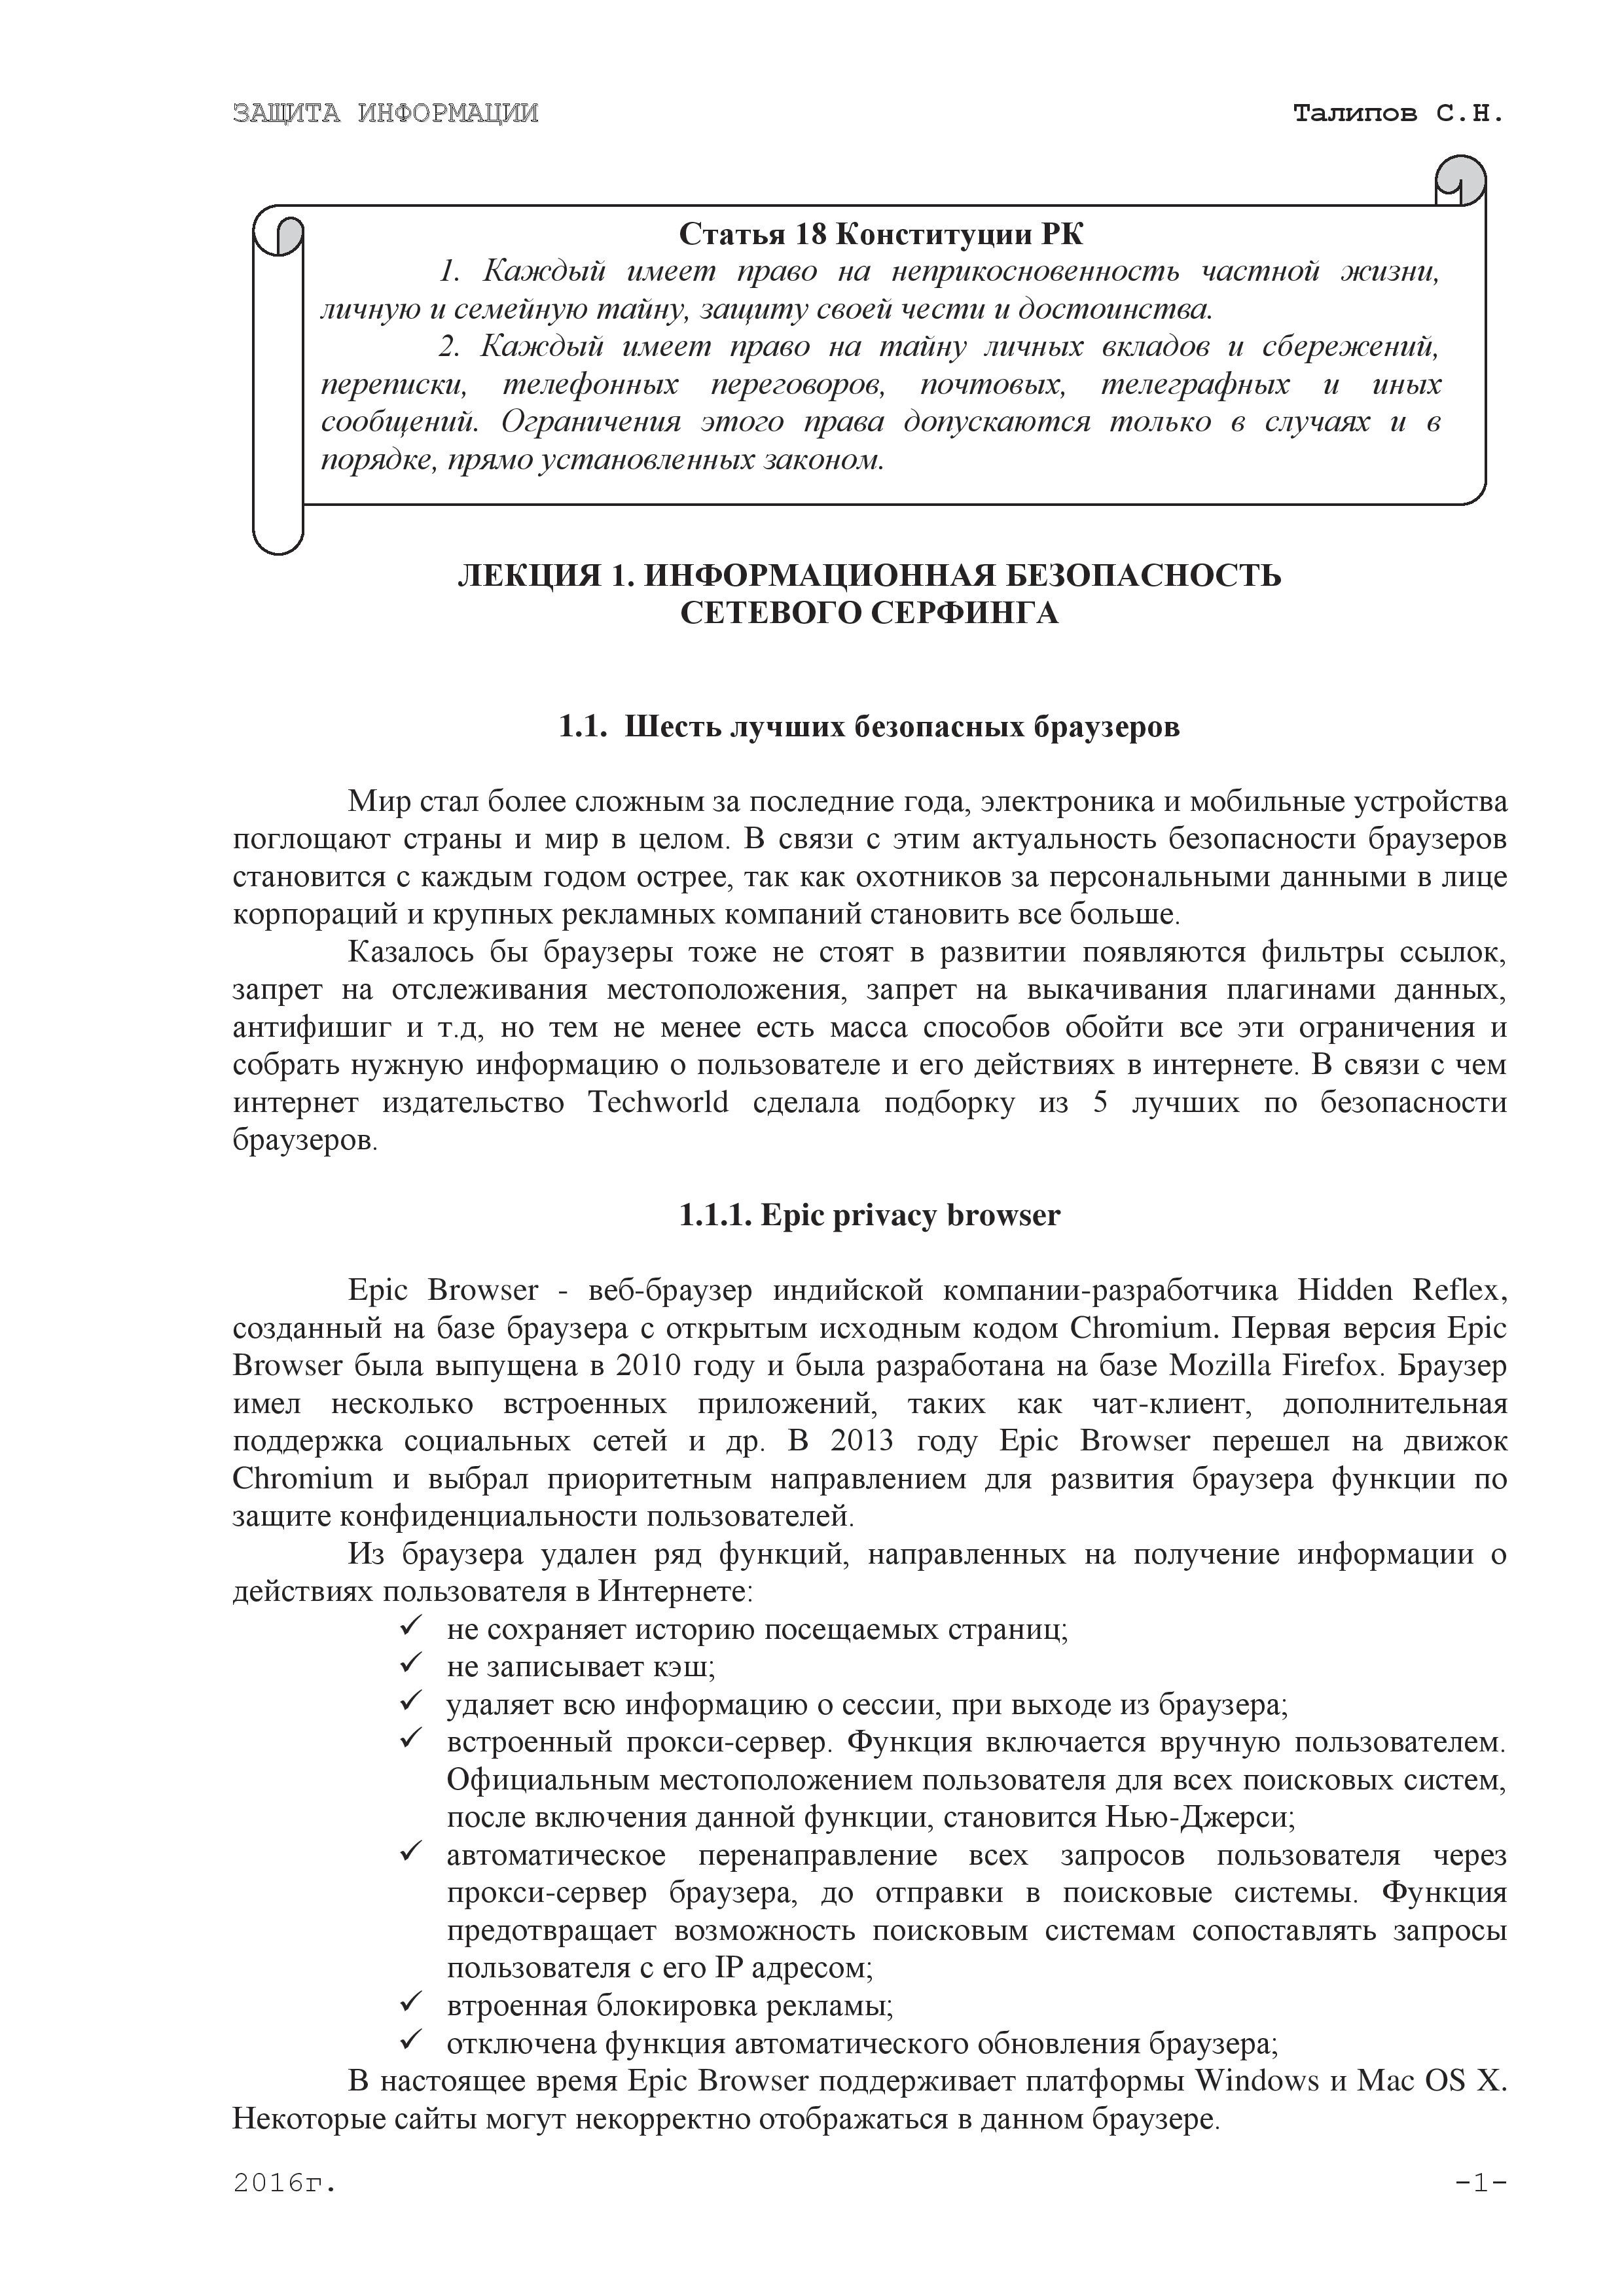 ЗАЩИТА ИНФОРМАЦИИ Талипов С.Н.
Статья 18 Конституции РК
1. Каждый имеет право на неприкосновенность частной жизни,
личную и семейную тайну, защиту своей чести и достоинства.
2. Каждый имеет право на тайну личных вкладов и сбережений,
переписки, телефонных переговоров, почтовых, телеграфных и иных
сообщений. Ограничения этого права допускаются только в случаях и в
порядке, прямо установленных законом.
ЛЕКЦИЯ 1. ИНФОРМАЦИОННАЯ БЕЗОПАСНОСТЬ
СЕТЕВОГО СЕРФИНГА
1.1. Шесть лучших безопасных браузеров
Мир стал более сложным за последние года, электроника и мобильные устройства
поглощают страны и мир в целом. В связи с этим актуальность безопасности браузеров
становится с каждым годом острее, так как охотников за персональными данными в лице
корпораций и крупных рекламных компаний становить все больше.
Казалось бы браузеры тоже не стоят в развитии появляются фильтры ссылок,
запрет на отслеживания местоположения, запрет на выкачивания плагинами данных,
антифишиг и т.д, но тем не менее есть масса способов обойти все эти ограничения и
собрать нужную информацию о пользователе и его действиях в интернете. В связи с чем
интернет издательство Techworld сделала подборку из 5 лучших по безопасности
браузеров.
1.1.1. Epic privacy browser
Epic Browser - веб-браузер индийской компании-разработчика Hidden Reflex,
созданный на базе браузера с открытым исходным кодом Chromium. Первая версия Epic
Browser была выпущена в 2010 году и была разработана на базе Mozilla Firefox. Браузер
имел несколько встроенных приложений, таких как чат-клиент, дополнительная
поддержка социальных сетей и др. В 2013 году Epic Browser перешел на движок
Chromium и выбрал приоритетным направлением для развития браузера функции по
защите конфиденциальности пользователей.
Из браузера удален ряд функций, направленных на получение информации о
действиях пользователя в Интернете:
✓ не сохраняет историю посещаемых страниц;
✓ не записывает кэш;
✓ удаляет всю информацию о сессии, при выходе из браузера;
✓ встроенный прокси-сервер. Функция включается вручную пользователем.
Официальным местоположением пользователя для всех поисковых систем,
после включения данной функции, становится Нью-Джерси;
✓ автоматическое перенаправление всех запросов пользователя через
прокси-сервер браузера, до отправки в поисковые системы. Функция
предотвращает возможность поисковым системам сопоставлять запросы
пользователя с его IP адресом;
✓ втроенная блокировка рекламы;
✓ отключена функция автоматического обновления браузера;
В настоящее время Epic Browser поддерживает платформы Windows и Mac OS X.
Некоторые сайты могут некорректно отображаться в данном браузере.
2016г. -1-